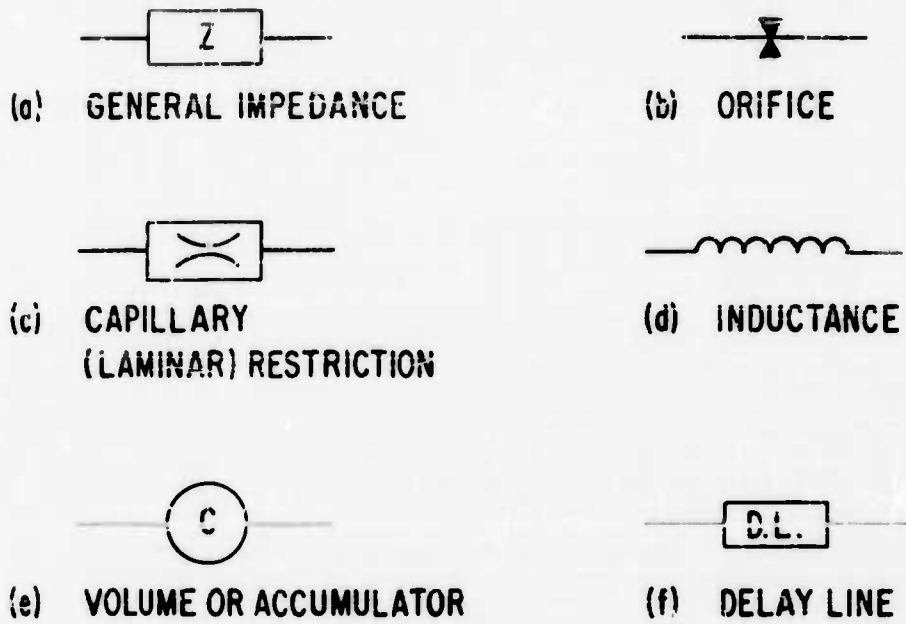 Z
(a) GENERAL IMPEDANCE
(b) ORIFICE
(c) CAPILLARY
(LAMINAR) RESTRICTION
(d) INDUCTANCE
C
(e) VOLUME OR ACCUMULATOR
D.L.
(f) DELAY LINE